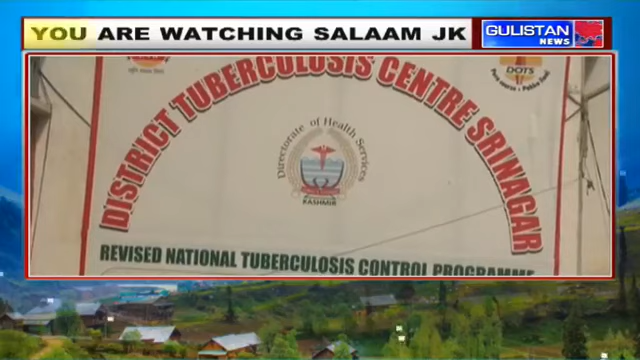 YOU ARE WATCHING SALAAM JK
GULISTAN
NEWS
DISTRICT TUBERCULOSIS CENTRE SRINAGAR
DOTS
Directorate of Health Services
KASHMIR
REVISED NATIONAL TUBERCULOSIS CONTROL PROGRAMME